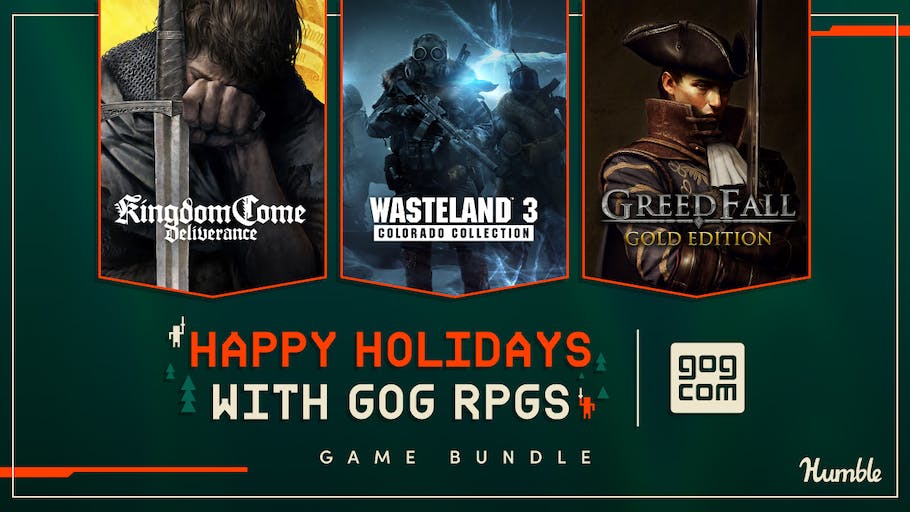 Kingdom Come
Deliverance
WASTELAND 3
COLORADO COLLECTION
GREEDFALL
GOLD EDITION
HAPPY HOLIDAYS
WITH GOG RPGS
GAME BUNDLE
gog
com
Humble